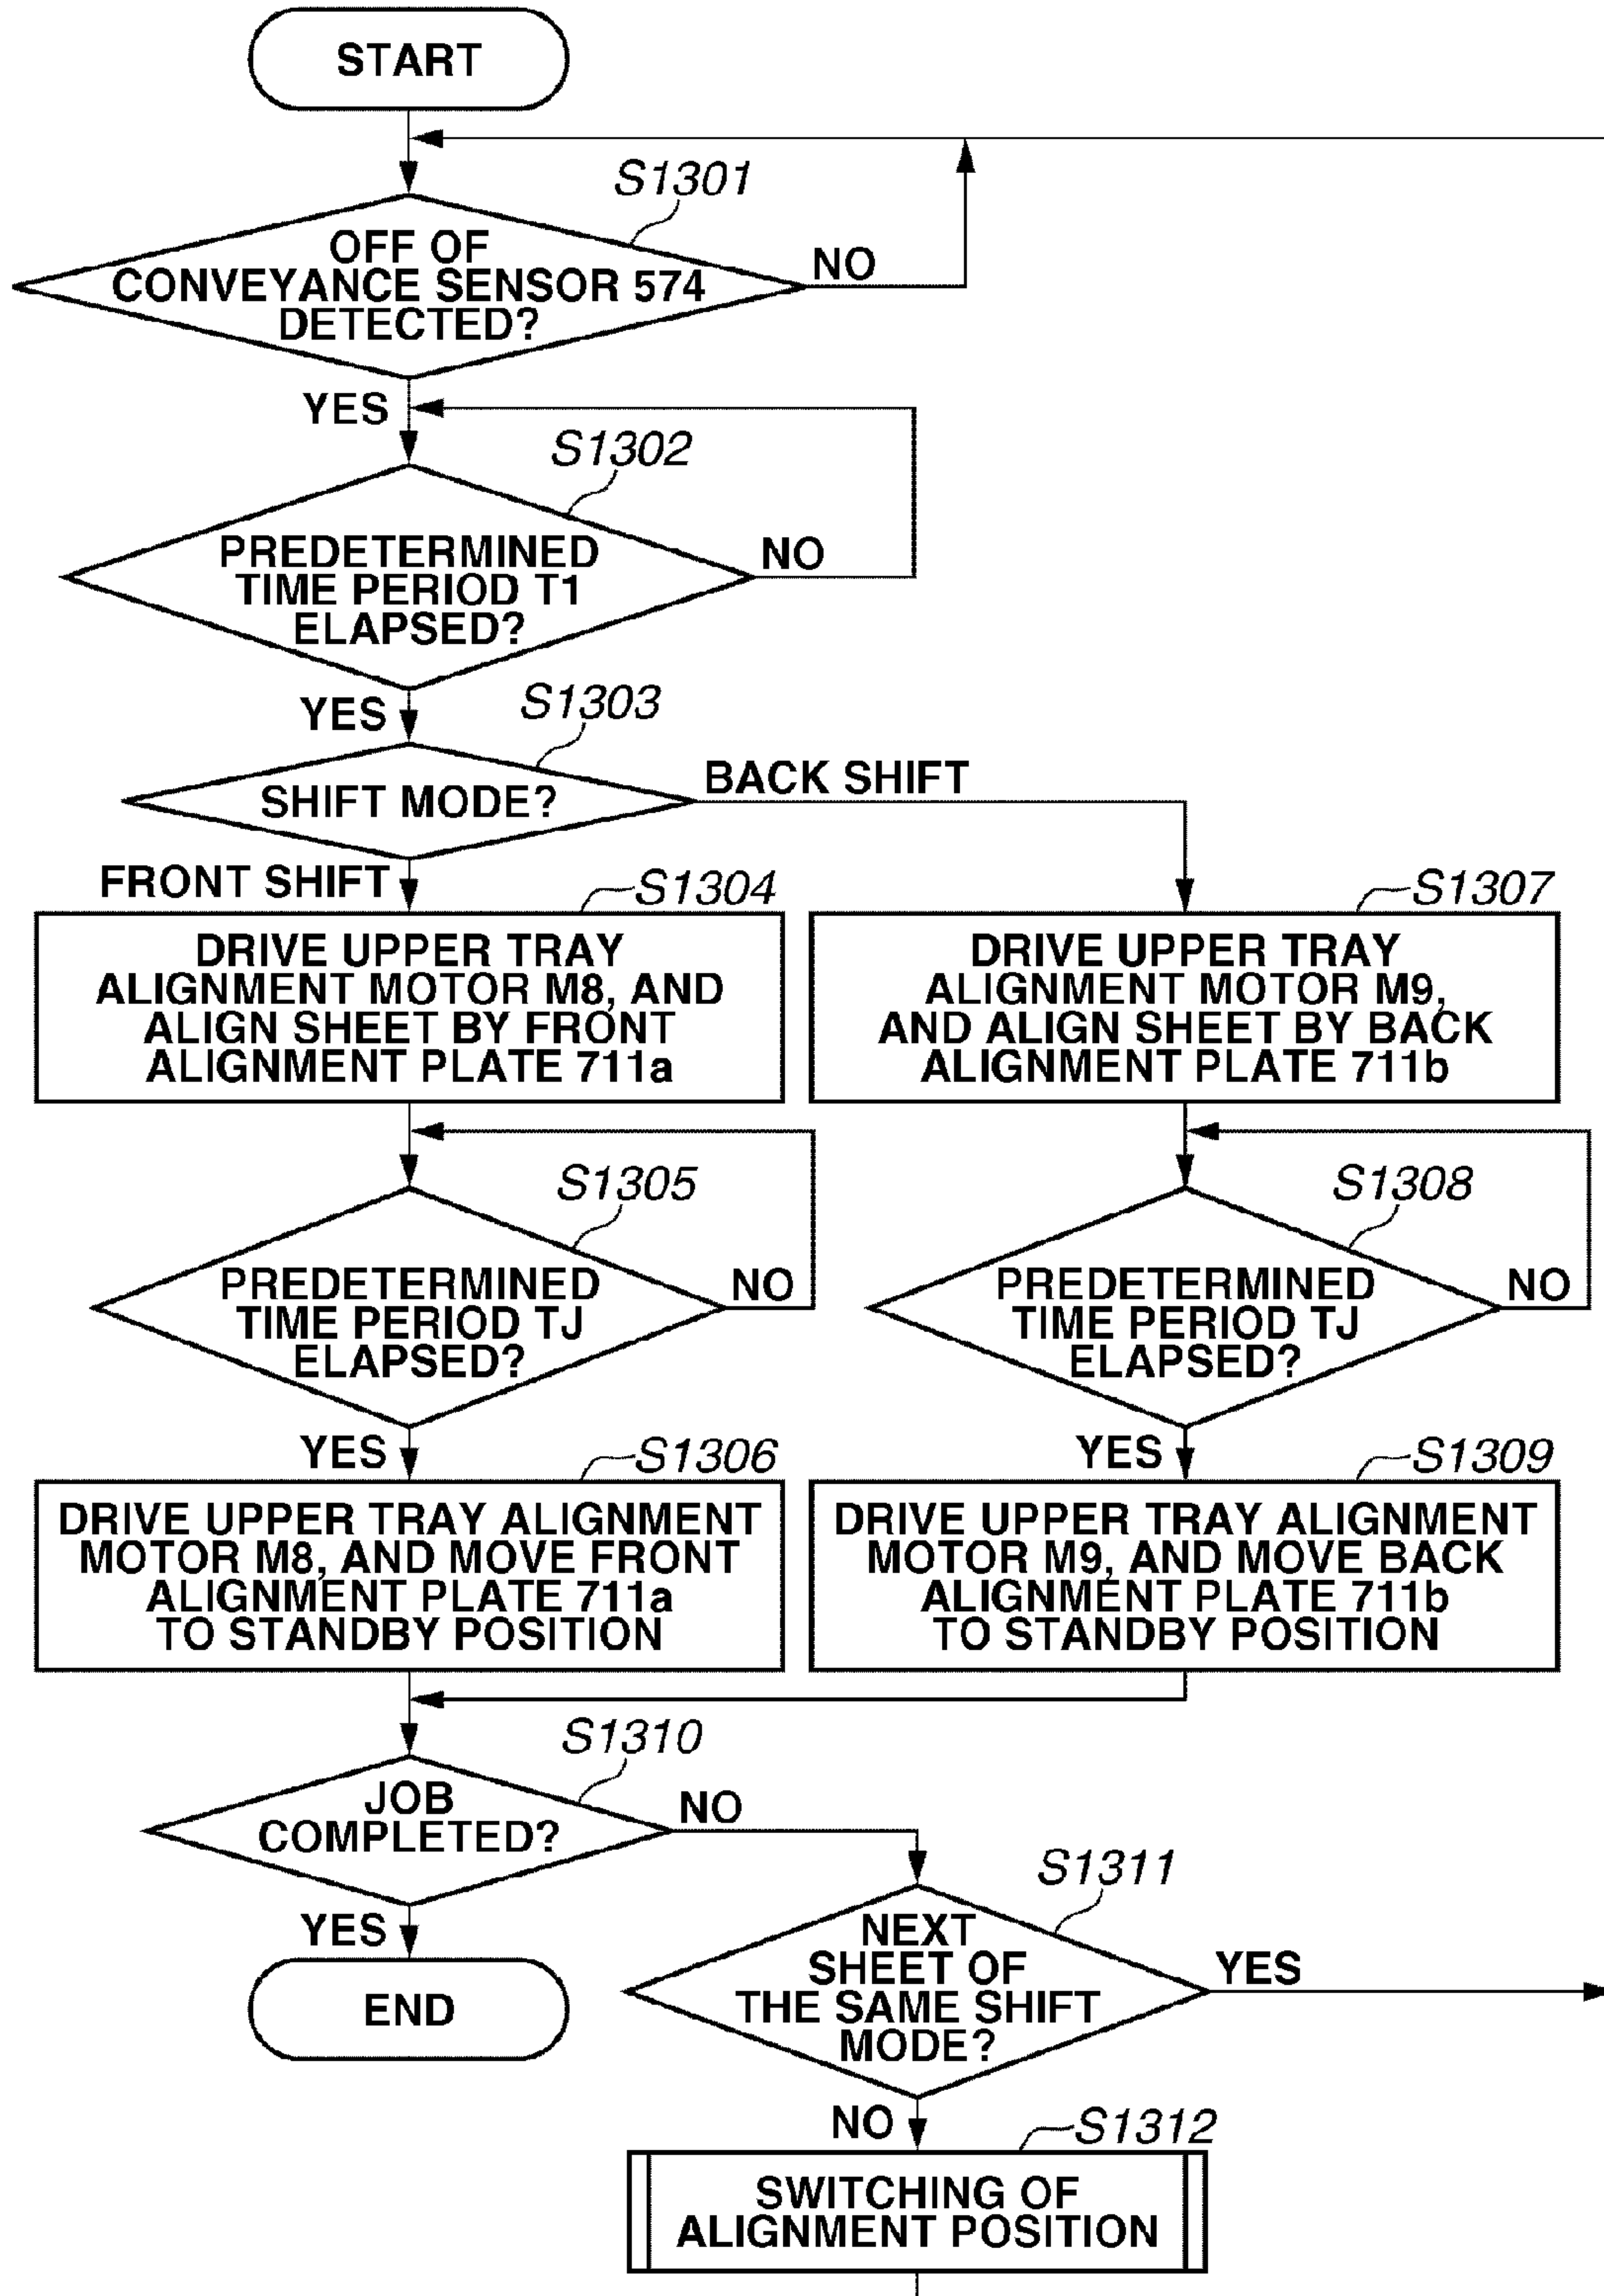 START
S1301
OFF OF
CONVEYANCE SENSOR 574
DETECTED?
NO
YES
S1302
PREDETERMINED
TIME PERIOD T1
ELAPSED?
NO
YES
S1303
SHIFT MODE?
BACK SHIFT
FRONT SHIFT
S1304
DRIVE UPPER TRAY
ALIGNMENT MOTOR M8, AND
ALIGN SHEET BY FRONT
ALIGNMENT PLATE 711a
S1307
DRIVE UPPER TRAY
ALIGNMENT MOTOR M9,
AND ALIGN SHEET BY BACK
ALIGNMENT PLATE 711b
S1305
PREDETERMINED
TIME PERIOD TJ
ELAPSED?
NO
YES
S1308
PREDETERMINED
TIME PERIOD TJ
ELAPSED?
NO
YES
S1306
DRIVE UPPER TRAY ALIGNMENT
MOTOR M8, AND MOVE FRONT
ALIGNMENT PLATE 711a
TO STANDBY POSITION
S1309
DRIVE UPPER TRAY ALIGNMENT
MOTOR M9, AND MOVE BACK
ALIGNMENT PLATE 711b
TO STANDBY POSITION
S1310
JOB
COMPLETED?
NO
YES
END
S1311
NEXT
SHEET OF
THE SAME SHIFT
MODE?
YES
NO
S1312
SWITCHING OF
ALIGNMENT POSITION